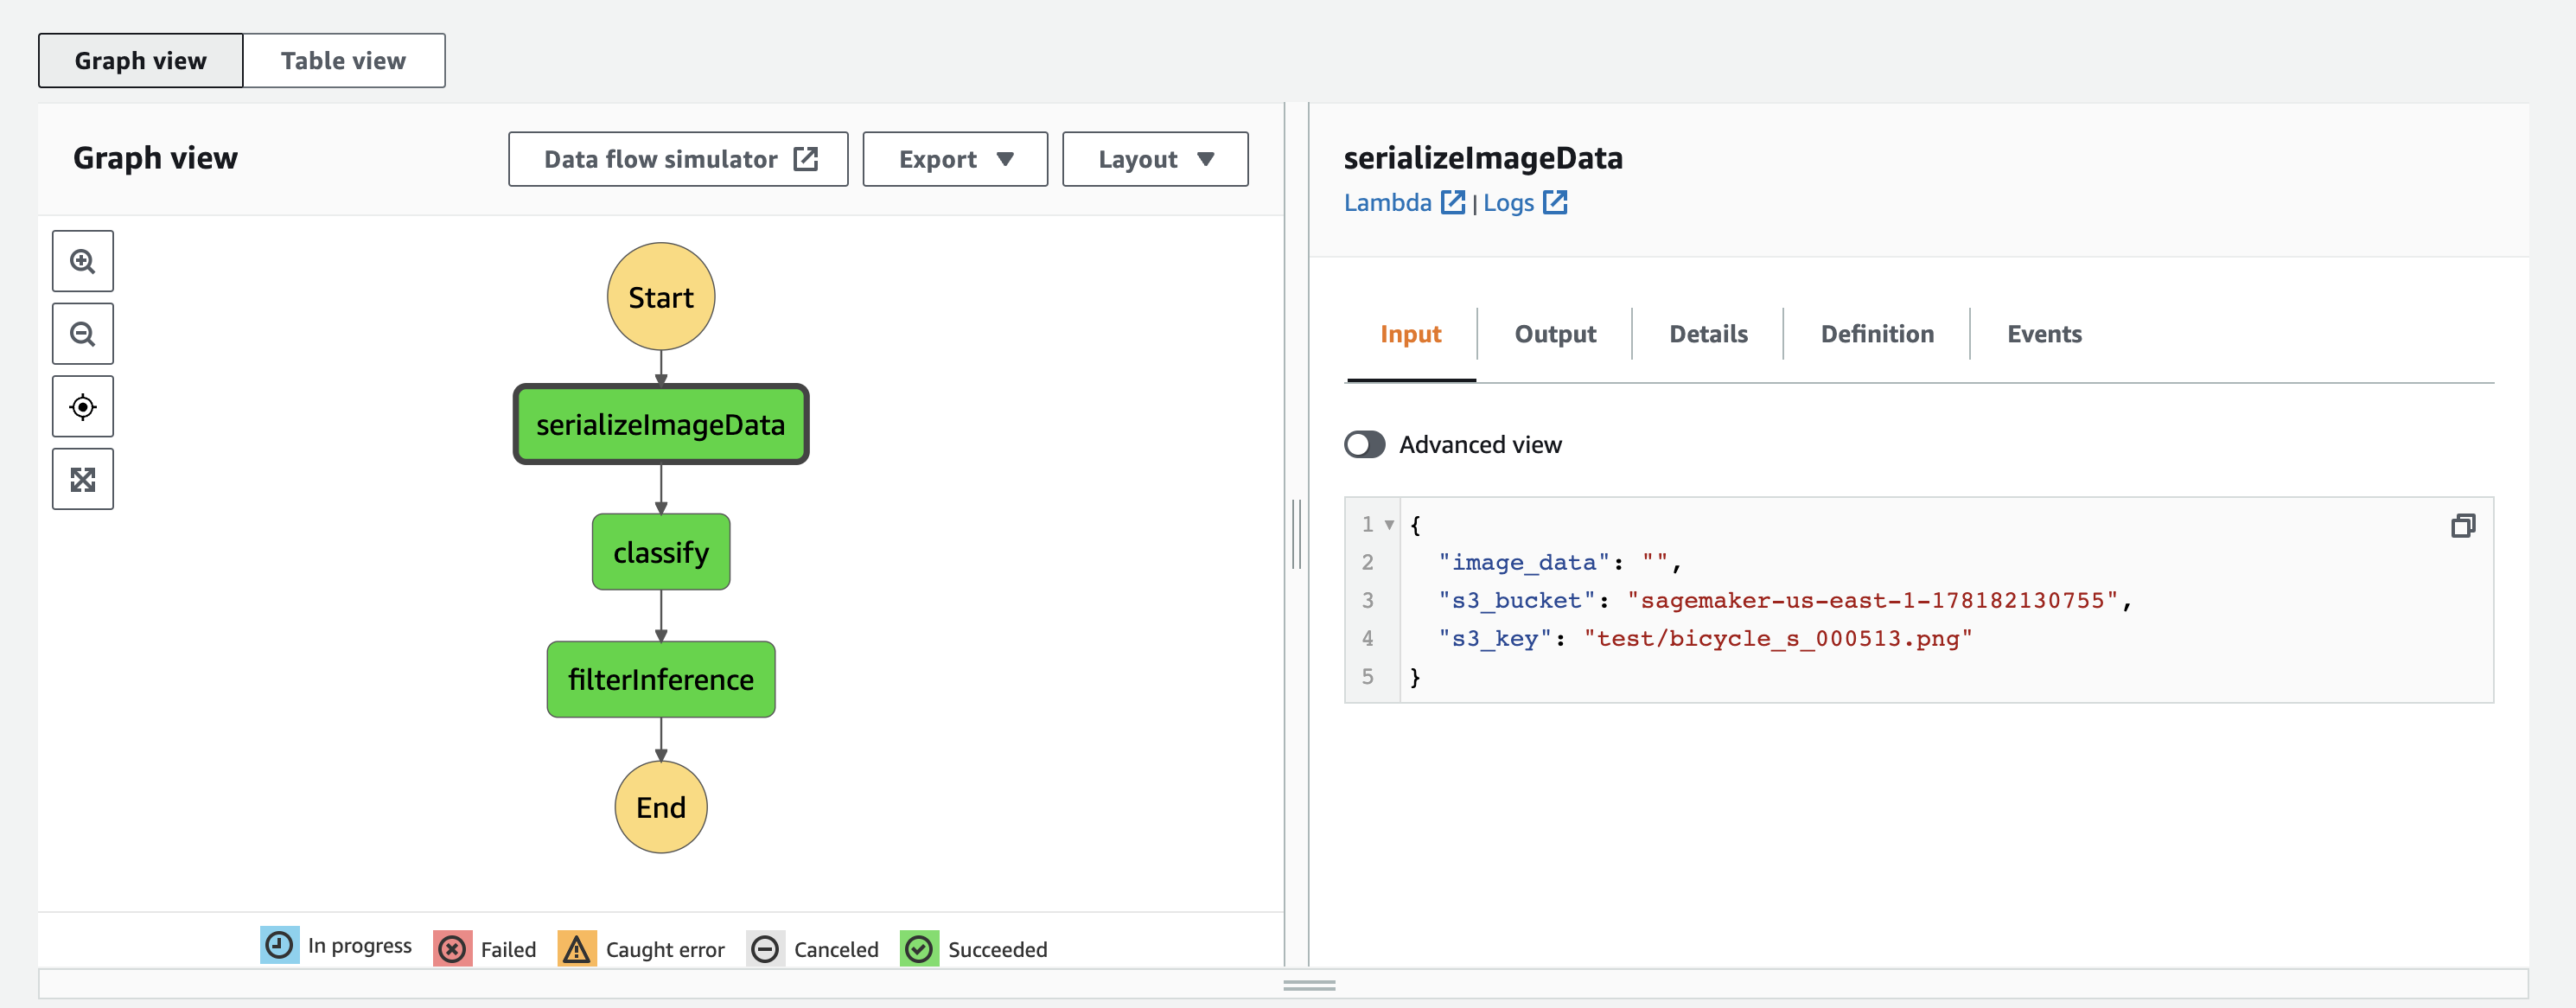 Graph view
Table view
Graph view
Data flow simulator
Export
Layout
Start
serializeImageData
classify
filterInference
End
In progress
Failed
Caught error
Canceled
Succeeded
serializeImageData
Lambda | Logs
Input
Output
Details
Definition
Events
Advanced view
1 {
2 "image_data": "",
3 "s3_bucket": "sagemaker-us-east-1-178182130755",
4 "s3_key": "test/bicycle_s_000513.png"
5 }